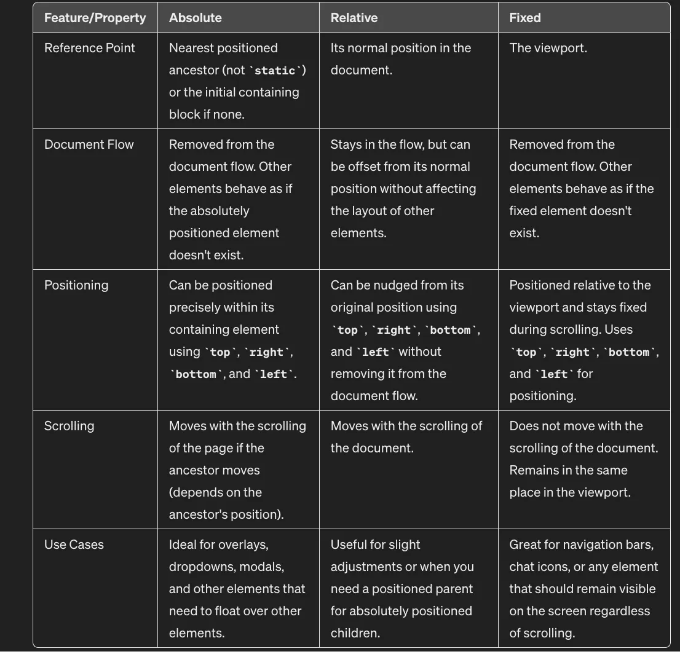 Feature/Property
Absolute
Relative
Fixed
Reference Point
Nearest positioned
ancestor (not `static`)
or the initial containing
block if none.
Its normal position in the
document.
The viewport.
Document Flow
Removed from the
document flow. Other
elements behave as if
the absolutely
positioned element
doesn't exist.
Stays in the flow, but can
be offset from its normal
position without affecting
the layout of other
elements.
Removed from the
document flow. Other
elements behave as if the
fixed element doesn't
exist.
Positioning
Can be positioned
precisely within its
containing element
using `top`, `right`,
`bottom`, and `left`.
Can be nudged from its
original position using
`top`, `right`, `bottom`,
and `left` without
removing it from the
document flow.
Positioned relative to the
viewport and stays fixed
during scrolling. Uses
`top`, `right`, `bottom`,
and `left` for
positioning.
Scrolling
Moves with the scrolling
of the page if the
ancestor moves
(depends on the
ancestor's position).
Moves with the scrolling of
the document.
Does not move with the
scrolling of the document.
Remains in the same
place in the viewport.
Use Cases
Ideal for overlays,
dropdowns, modals,
and other elements that
need to float over other
elements.
Useful for slight
adjustments or when you
need a positioned parent
for absolutely positioned
children.
Great for navigation bars,
chat icons, or any element
that should remain visible
on the screen regardless
of scrolling.